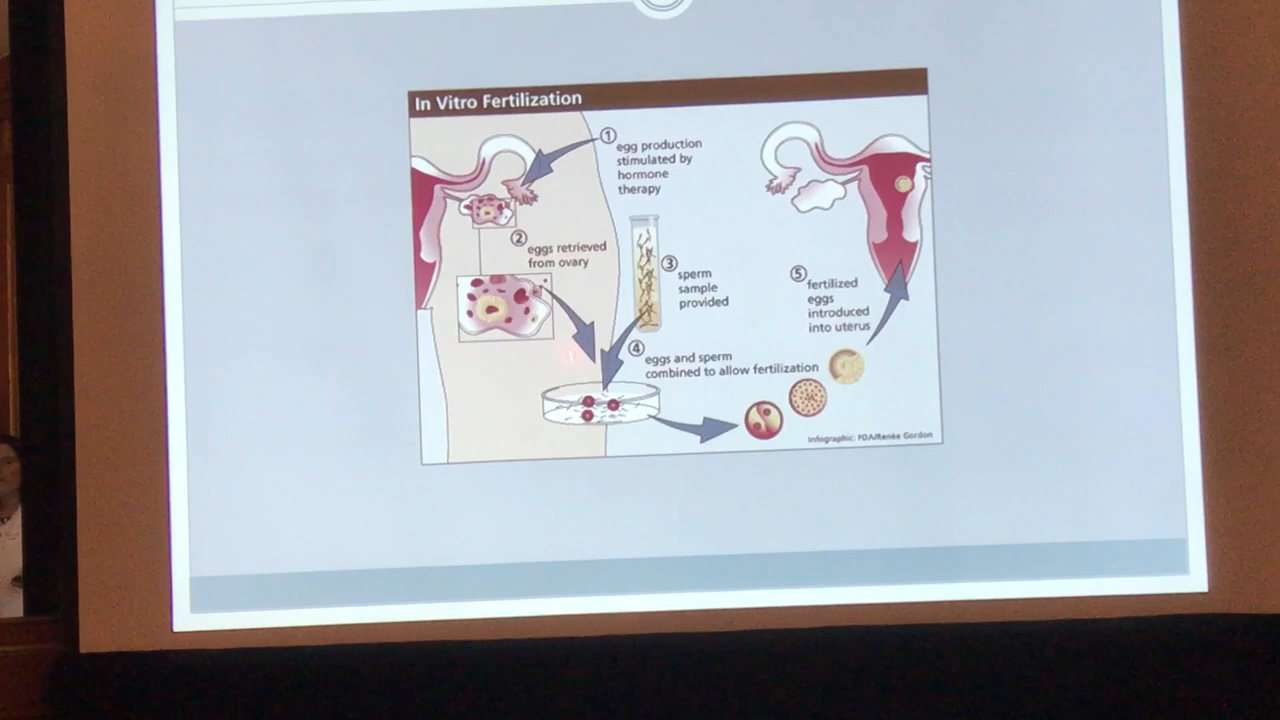 In Vitro Fertilization
①
egg production
stimulated by
hormone
therapy
②
eggs retrieved
from ovary
③
sperm
sample
provided
④
eggs and sperm
combined to allow fertilization
⑤
fertilized
eggs
introduced
into uterus
Infographic: FDA/Renée Gordon